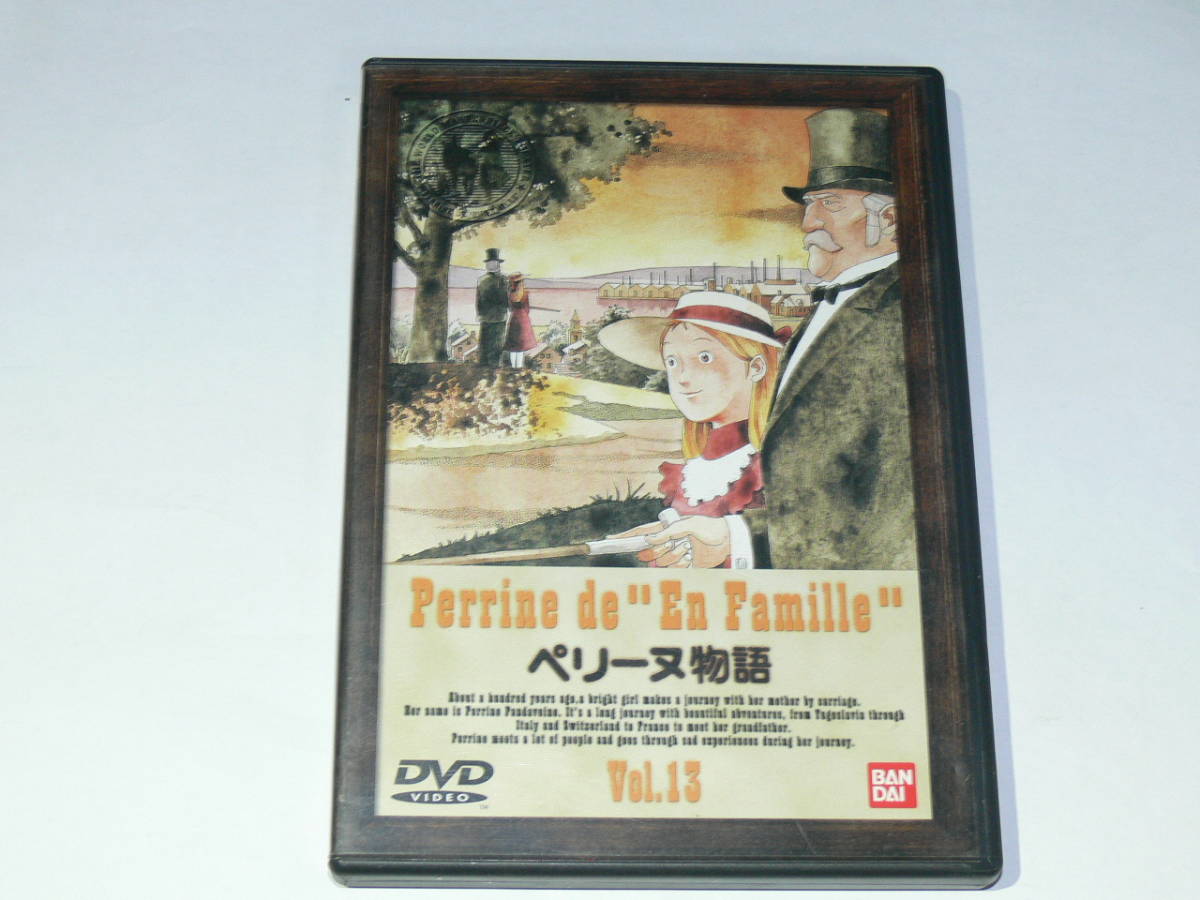 Perrine de "En Famille"
ペリーヌ物語
About a hundred years ago,a bright girl makes a journey with her mother by carriage.
Her name is Perrine Pandavoine. It's a long journey with beautiful adventures, from Yugoslavia through
Italy and Switzerland to France to meet her grandfather.
Perrine meets a lot of people and goes through sad experiences during her journey.
DVD
VIDEO
Vol.13
BAN
DAI